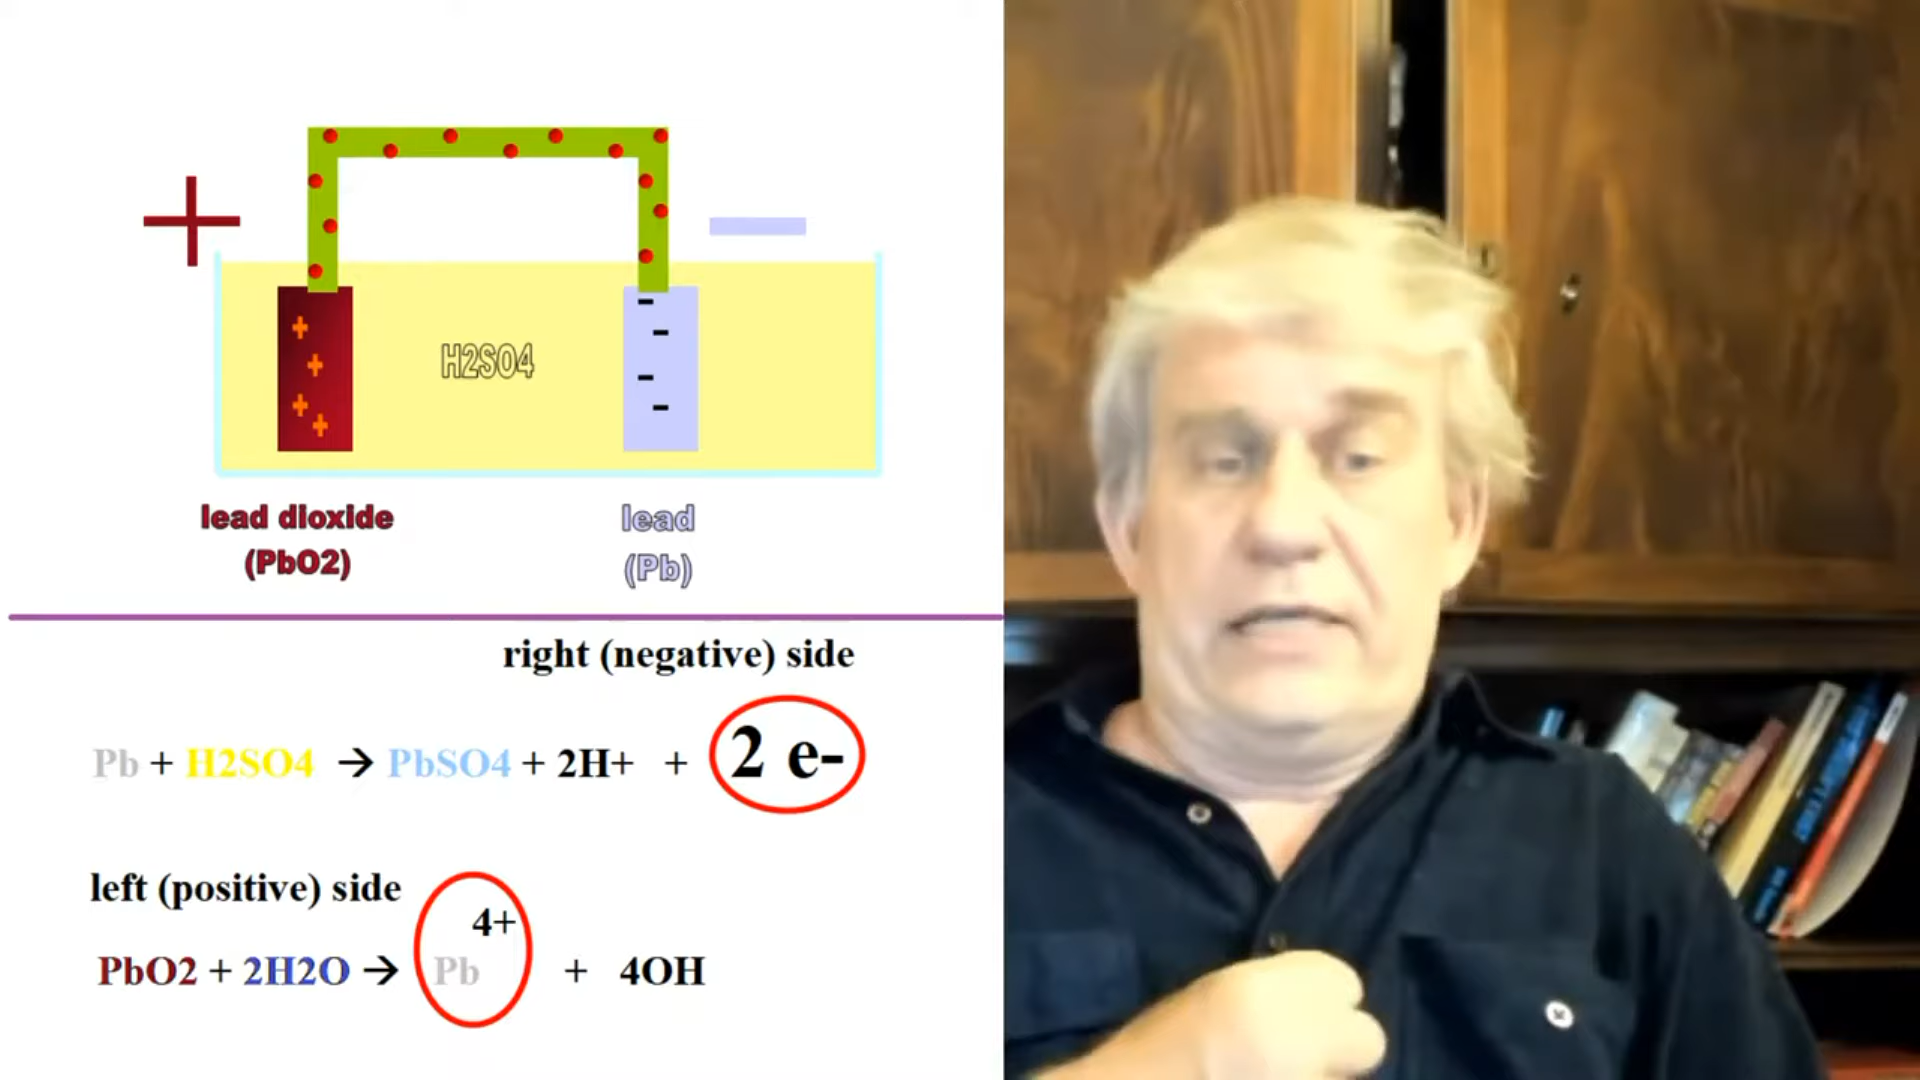 H2SO4
lead dioxide
(PbO2)
lead
(Pb)
right (negative) side
Pb + H2SO4 → PbSO4 + 2H+ + 2 e-
left (positive) side
PbO2 + 2H2O → Pb 4+ + 4OH